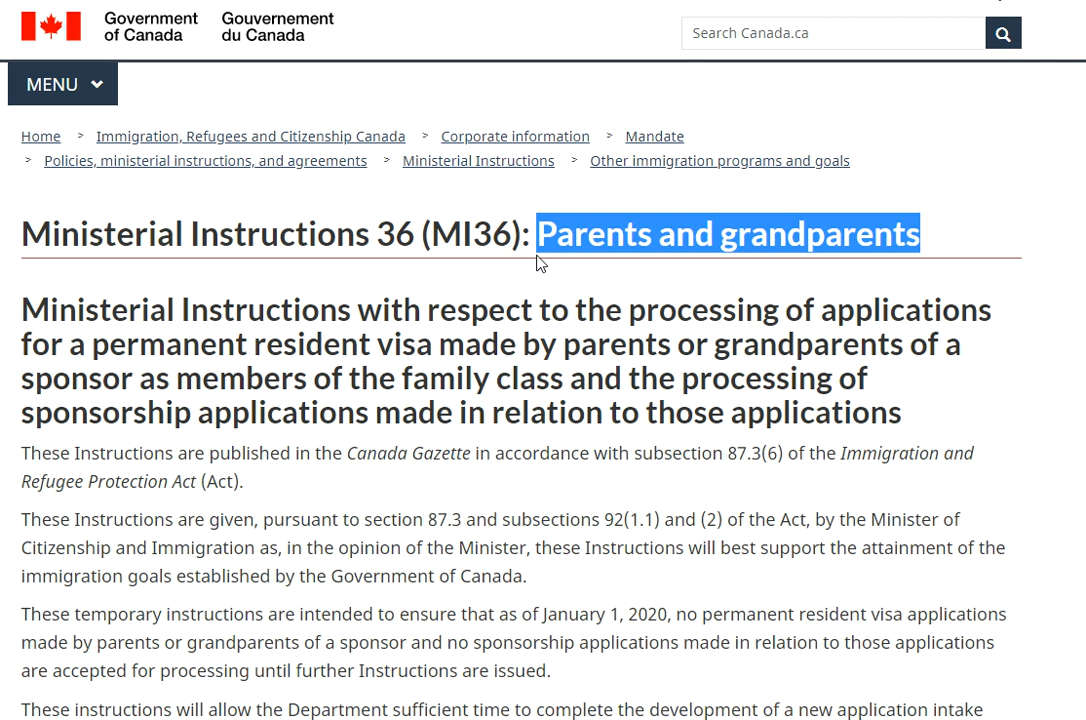 Government of Canada
Gouvernement du Canada
Search Canada.ca
MENU
Home > Immigration, Refugees and Citizenship Canada > Corporate information > Mandate
> Policies, ministerial instructions, and agreements > Ministerial Instructions > Other immigration programs and goals
Ministerial Instructions 36 (MI36): Parents and grandparents
Ministerial Instructions with respect to the processing of applications
for a permanent resident visa made by parents or grandparents of a
sponsor as members of the family class and the processing of
sponsorship applications made in relation to those applications
These Instructions are published in the Canada Gazette in accordance with subsection 87.3(6) of the Immigration and
Refugee Protection Act (Act).
These Instructions are given, pursuant to section 87.3 and subsections 92(1.1) and (2) of the Act, by the Minister of
Citizenship and Immigration as, in the opinion of the Minister, these Instructions will best support the attainment of the
immigration goals established by the Government of Canada.
These temporary instructions are intended to ensure that as of January 1, 2020, no permanent resident visa applications
made by parents or grandparents of a sponsor and no sponsorship applications made in relation to those applications
are accepted for processing until further Instructions are issued.
These instructions will allow the Department sufficient time to complete the development of a new application intake